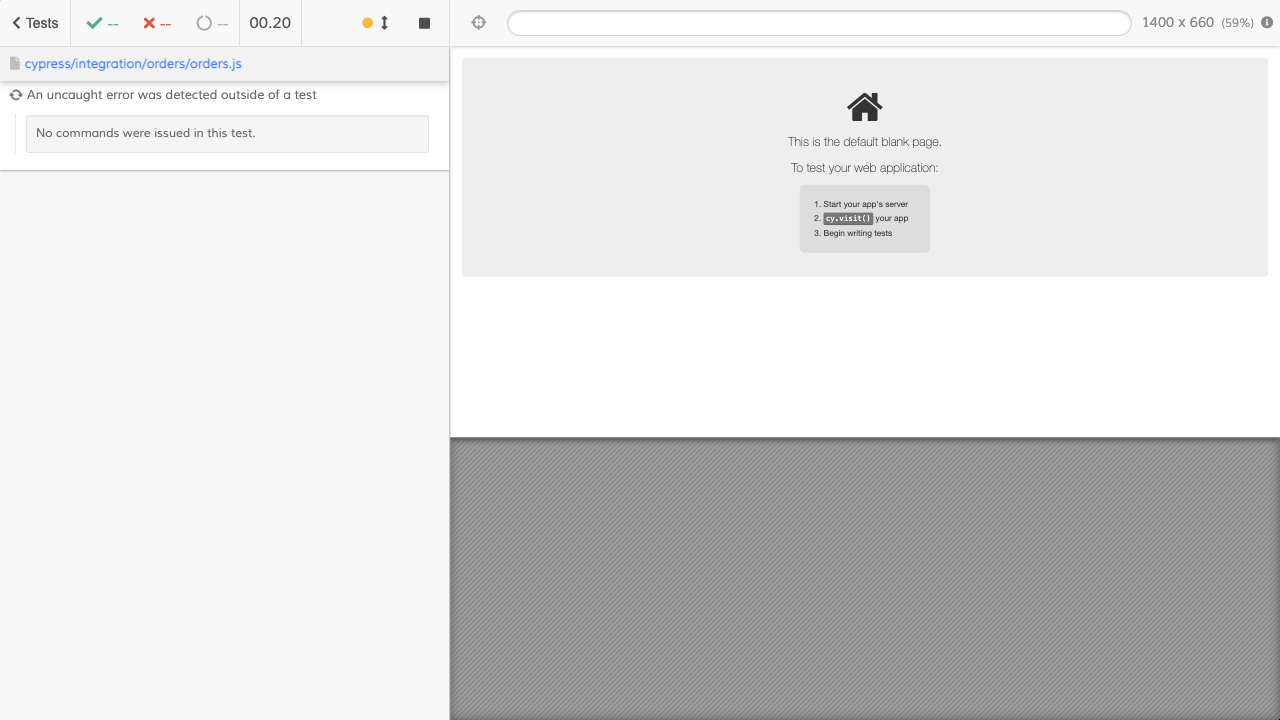 Tests
--
--
--
00.20
1400 x 660 (59%)
cypress/integration/orders/orders.js
An uncaught error was detected outside of a test
No commands were issued in this test.
This is the default blank page.
To test your web application:
1. Start your app's server
2. cy.visit() your app
3. Begin writing tests